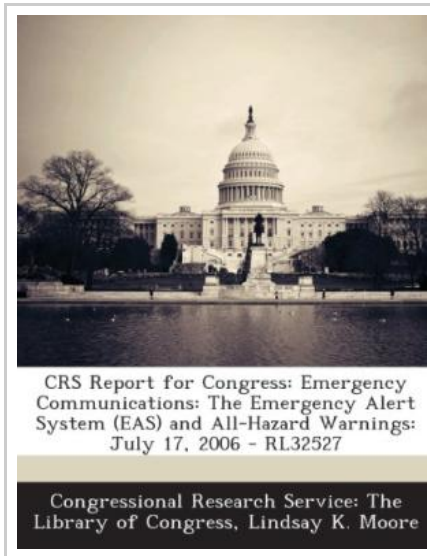 CRS Report for Congress: Emergency
Communications: The Emergency Alert
System (EAS) and All-Hazard Warnings:
July 17, 2006 - RL32527
Congressional Research Service: The
Library of Congress, Lindsay K. Moore